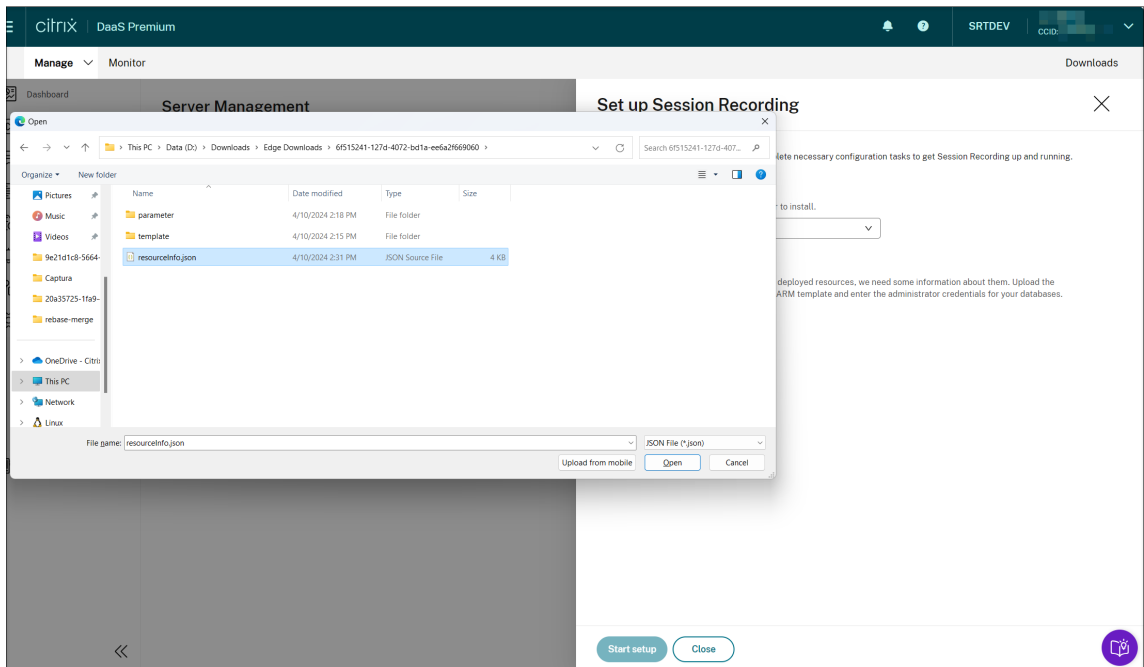 citrix DaaS Premium
SRTDEV
CCID:
Manage Monitor Downloads
Dashboard
Server Management
Set up Session Recording
Open
This PC > Data (D:) > Downloads > Edge Downloads > 6f515241-127d-4072-bd1a-ee6a2f669060 >
Search 6f515241-127d-407...
Organize New folder
Name Date modified Type Size
Pictures
Music
Videos
9e21d1c8-5664-
Captura
20a35725-1fa9-
rebase-merge
OneDrive - Citri
This PC
Network
Linux
parameter 4/10/2024 2:18 PM File folder
template 4/10/2024 2:15 PM File folder
resourceInfo.json 4/10/2024 2:31 PM JSON Source File 4 KB
File name: resourceInfo.json
JSON File (*.json)
Upload from mobile Open Cancel
lete necessary configuration tasks to get Session Recording up and running.
r to install.
deployed resources, we need some information about them. Upload the
ARM template and enter the administrator credentials for your databases.
Start setup Close